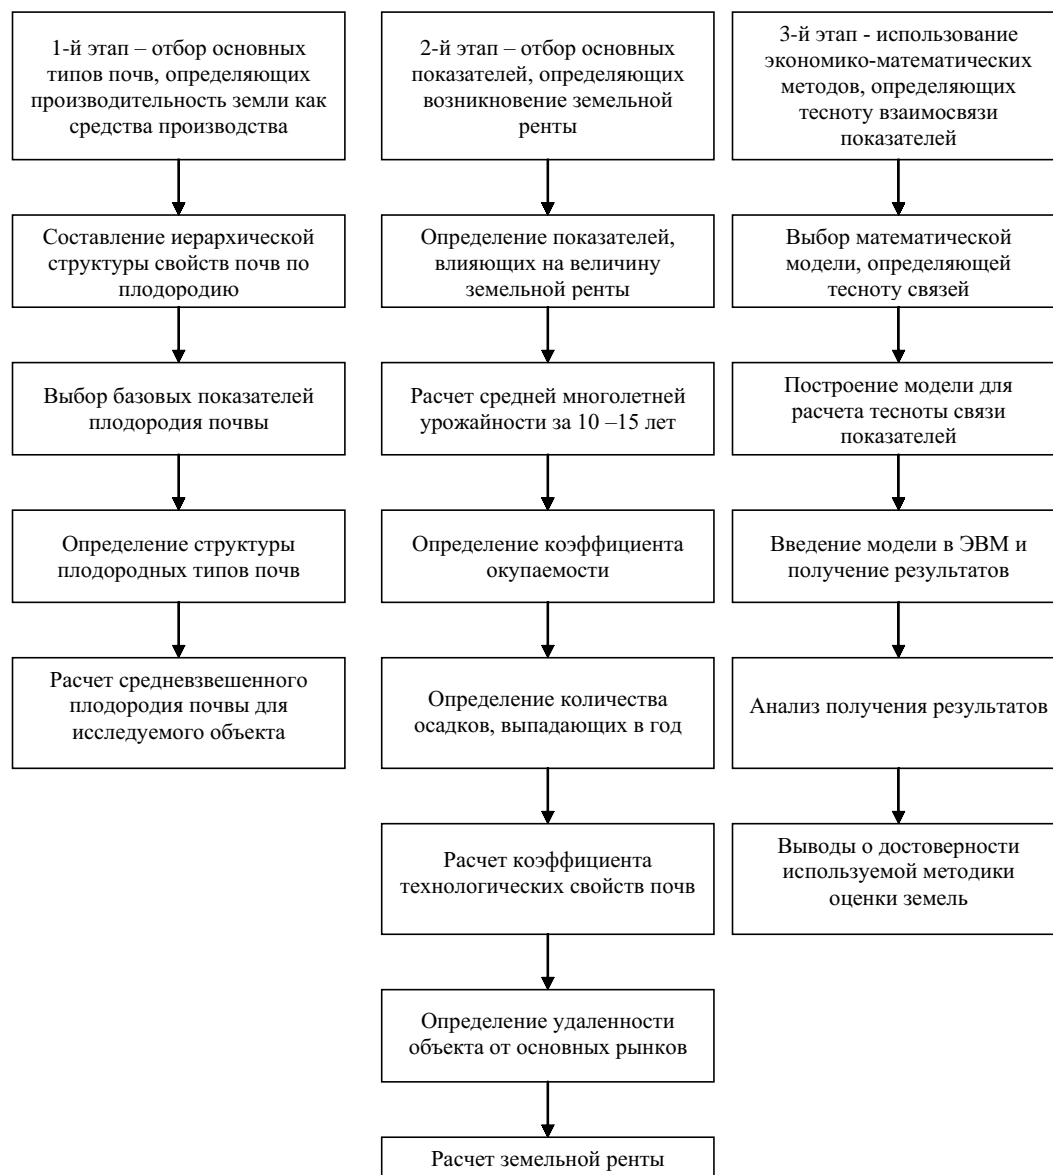 1-й этап – отбор основных
типов почв, определяющих
производительность земли как
средства производства
Составление иерархической
структуры свойств почв по
плодородию
Выбор базовых показателей
плодородия почвы
Определение структуры
плодородных типов почв
Расчет средневзвешенного
плодородия почвы для
исследуемого объекта
2-й этап – отбор основных
показателей, определяющих
возникновение земельной
ренты
Определение показателей,
влияющих на величину
земельной ренты
Расчет средней многолетней
урожайности за 10 –15 лет
Определение коэффициента
окупаемости
Определение количества
осадков, выпадающих в год
Расчет коэффициента
технологических свойств почв
Определение удаленности
объекта от основных рынков
Расчет земельной ренты
3-й этап - использование
экономико-математических
методов, определяющих
тесноту взаимосвязи
показателей
Выбор математической
модели, определяющей
тесноту связей
Построение модели для
расчета тесноты связи
показателей
Введение модели в ЭВМ и
получение результатов
Анализ получения результатов
Выводы о достоверности
используемой методики
оценки земель